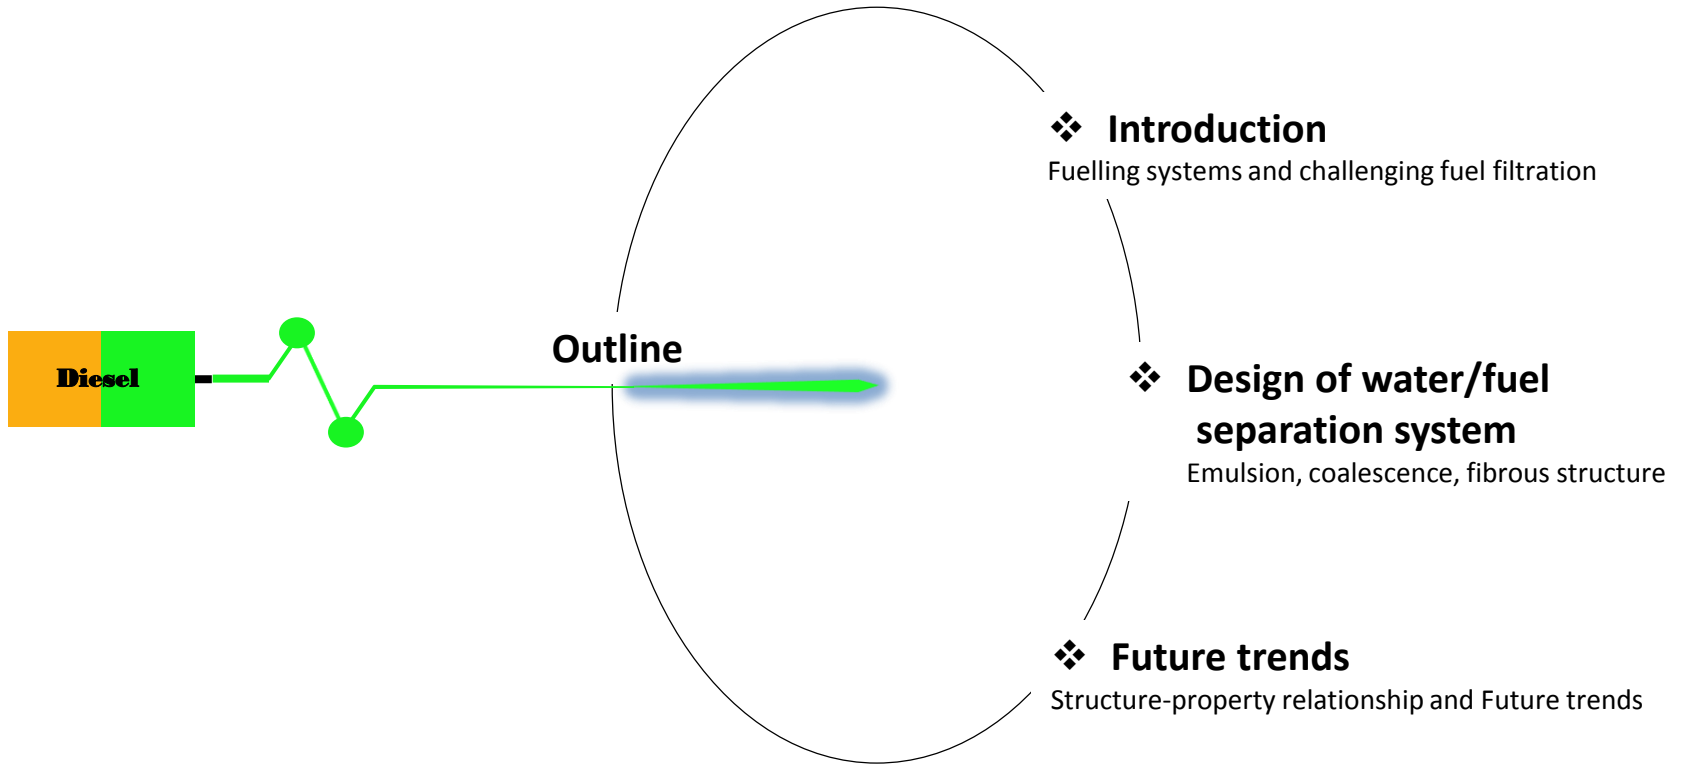 Diesel
Outline
❖ Introduction
Fuelling systems and challenging fuel filtration
❖ Design of water/fuel
separation system
Emulsion, coalescence, fibrous structure
❖ Future trends
Structure-property relationship and Future trends